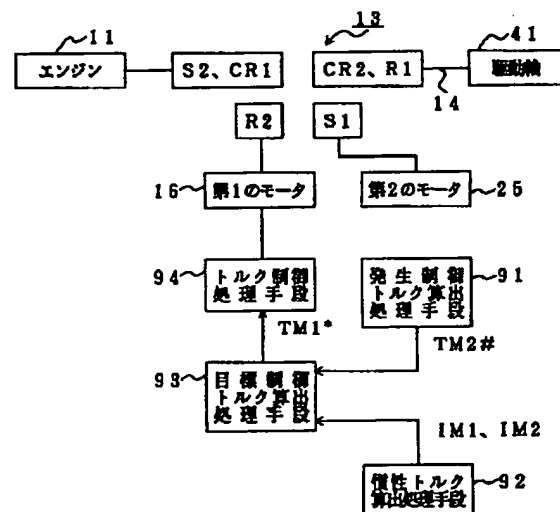 11
13
41
エンジン
S2、CR1
CR2、R1
駆動輪
14
R2
S1
16
第1のモータ
第2のモータ
25
94
トルク制御
処理手段
発生制御
トルク算出
処理手段
91
TM1*
TM2#
93
目標制御
トルク算出
処理手段
IM1、IM2
慣性トルク
算出処理手段
92